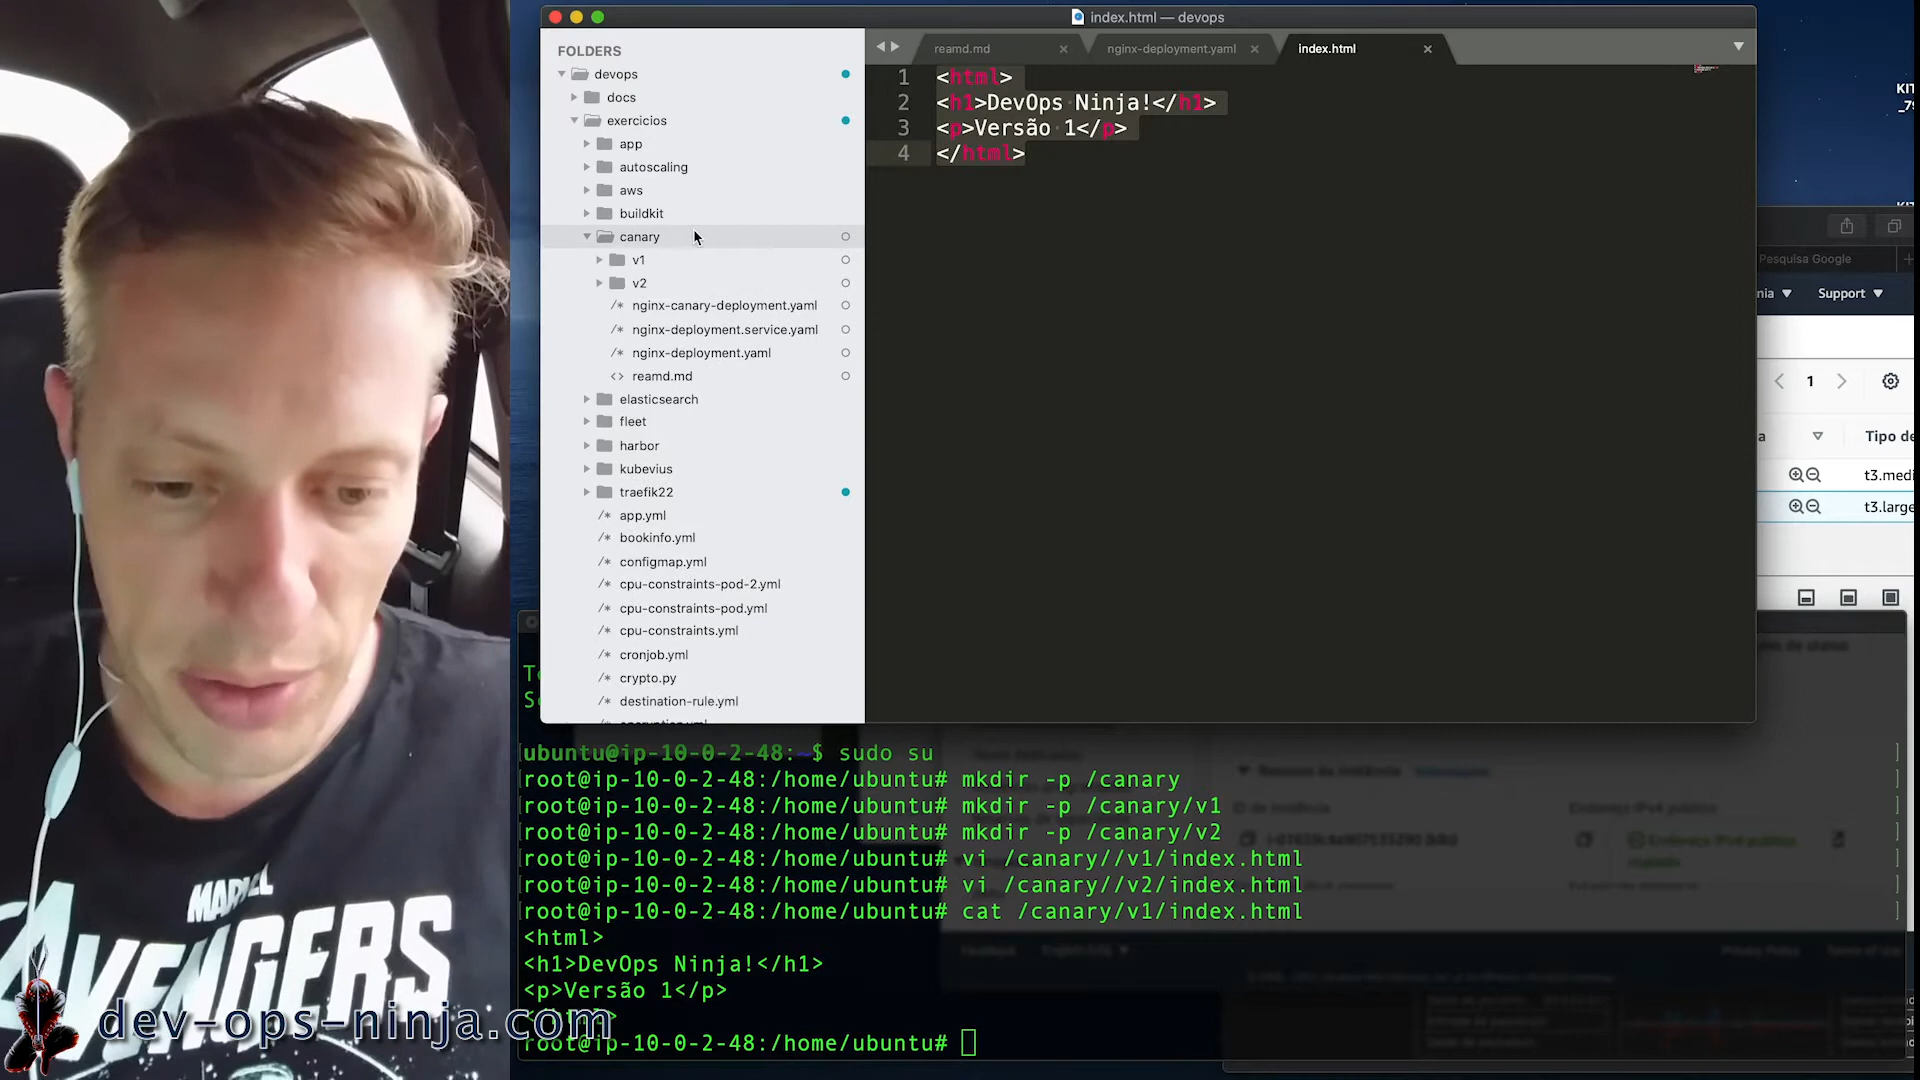 MARVEL
AVENGERS
dev-ops-ninja.com
index.html — devops
FOLDERS
devops
docs
exercicios
app
autoscaling
aws
buildkit
canary
v1
v2
/* nginx-canary-deployment.yaml
/* nginx-deployment.service.yaml
/* nginx-deployment.yaml
<> reamd.md
elasticsearch
fleet
harbor
kubevius
traefik22
/* app.yml
/* bookinfo.yml
/* configmap.yml
/* cpu-constraints-pod-2.yml
/* cpu-constraints-pod.yml
/* cpu-constraints.yml
/* cronjob.yml
/* crypto.py
/* destination-rule.yml
reamd.md
nginx-deployment.yaml
index.html
1 <html>
2 <h1>DevOps Ninja!</h1>
3 <p>Versão 1</p>
4 </html>
Pesquisa Google
Support
1
Tipo de
t3.medi
t3.large
ubuntu@ip-10-0-2-48:~$ sudo su
root@ip-10-0-2-48:/home/ubuntu# mkdir -p /canary
root@ip-10-0-2-48:/home/ubuntu# mkdir -p /canary/v1
root@ip-10-0-2-48:/home/ubuntu# mkdir -p /canary/v2
root@ip-10-0-2-48:/home/ubuntu# vi /canary//v1/index.html
root@ip-10-0-2-48:/home/ubuntu# vi /canary//v2/index.html
root@ip-10-0-2-48:/home/ubuntu# cat /canary/v1/index.html
<html>
<h1>DevOps Ninja!</h1>
<p>Versão 1</p>
root@ip-10-0-2-48:/home/ubuntu#